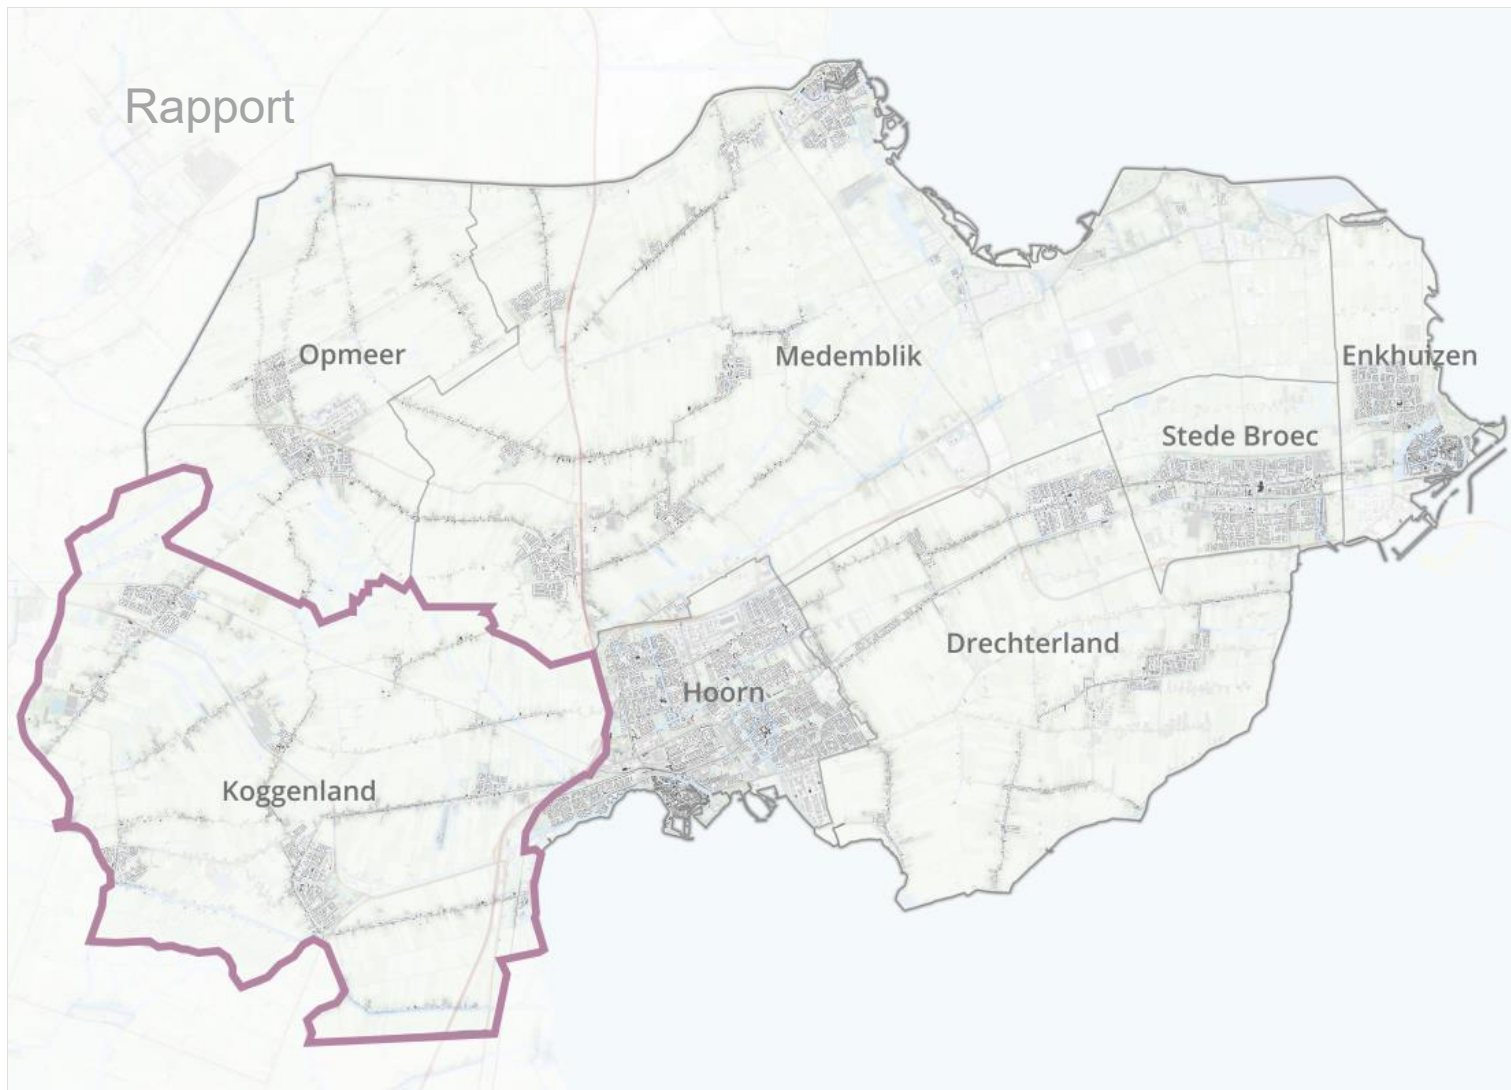 Rapport
Opmeer
Medemblik
Enkhuizen
Stede Broec
Drechterland
Hoorn
Koggenland